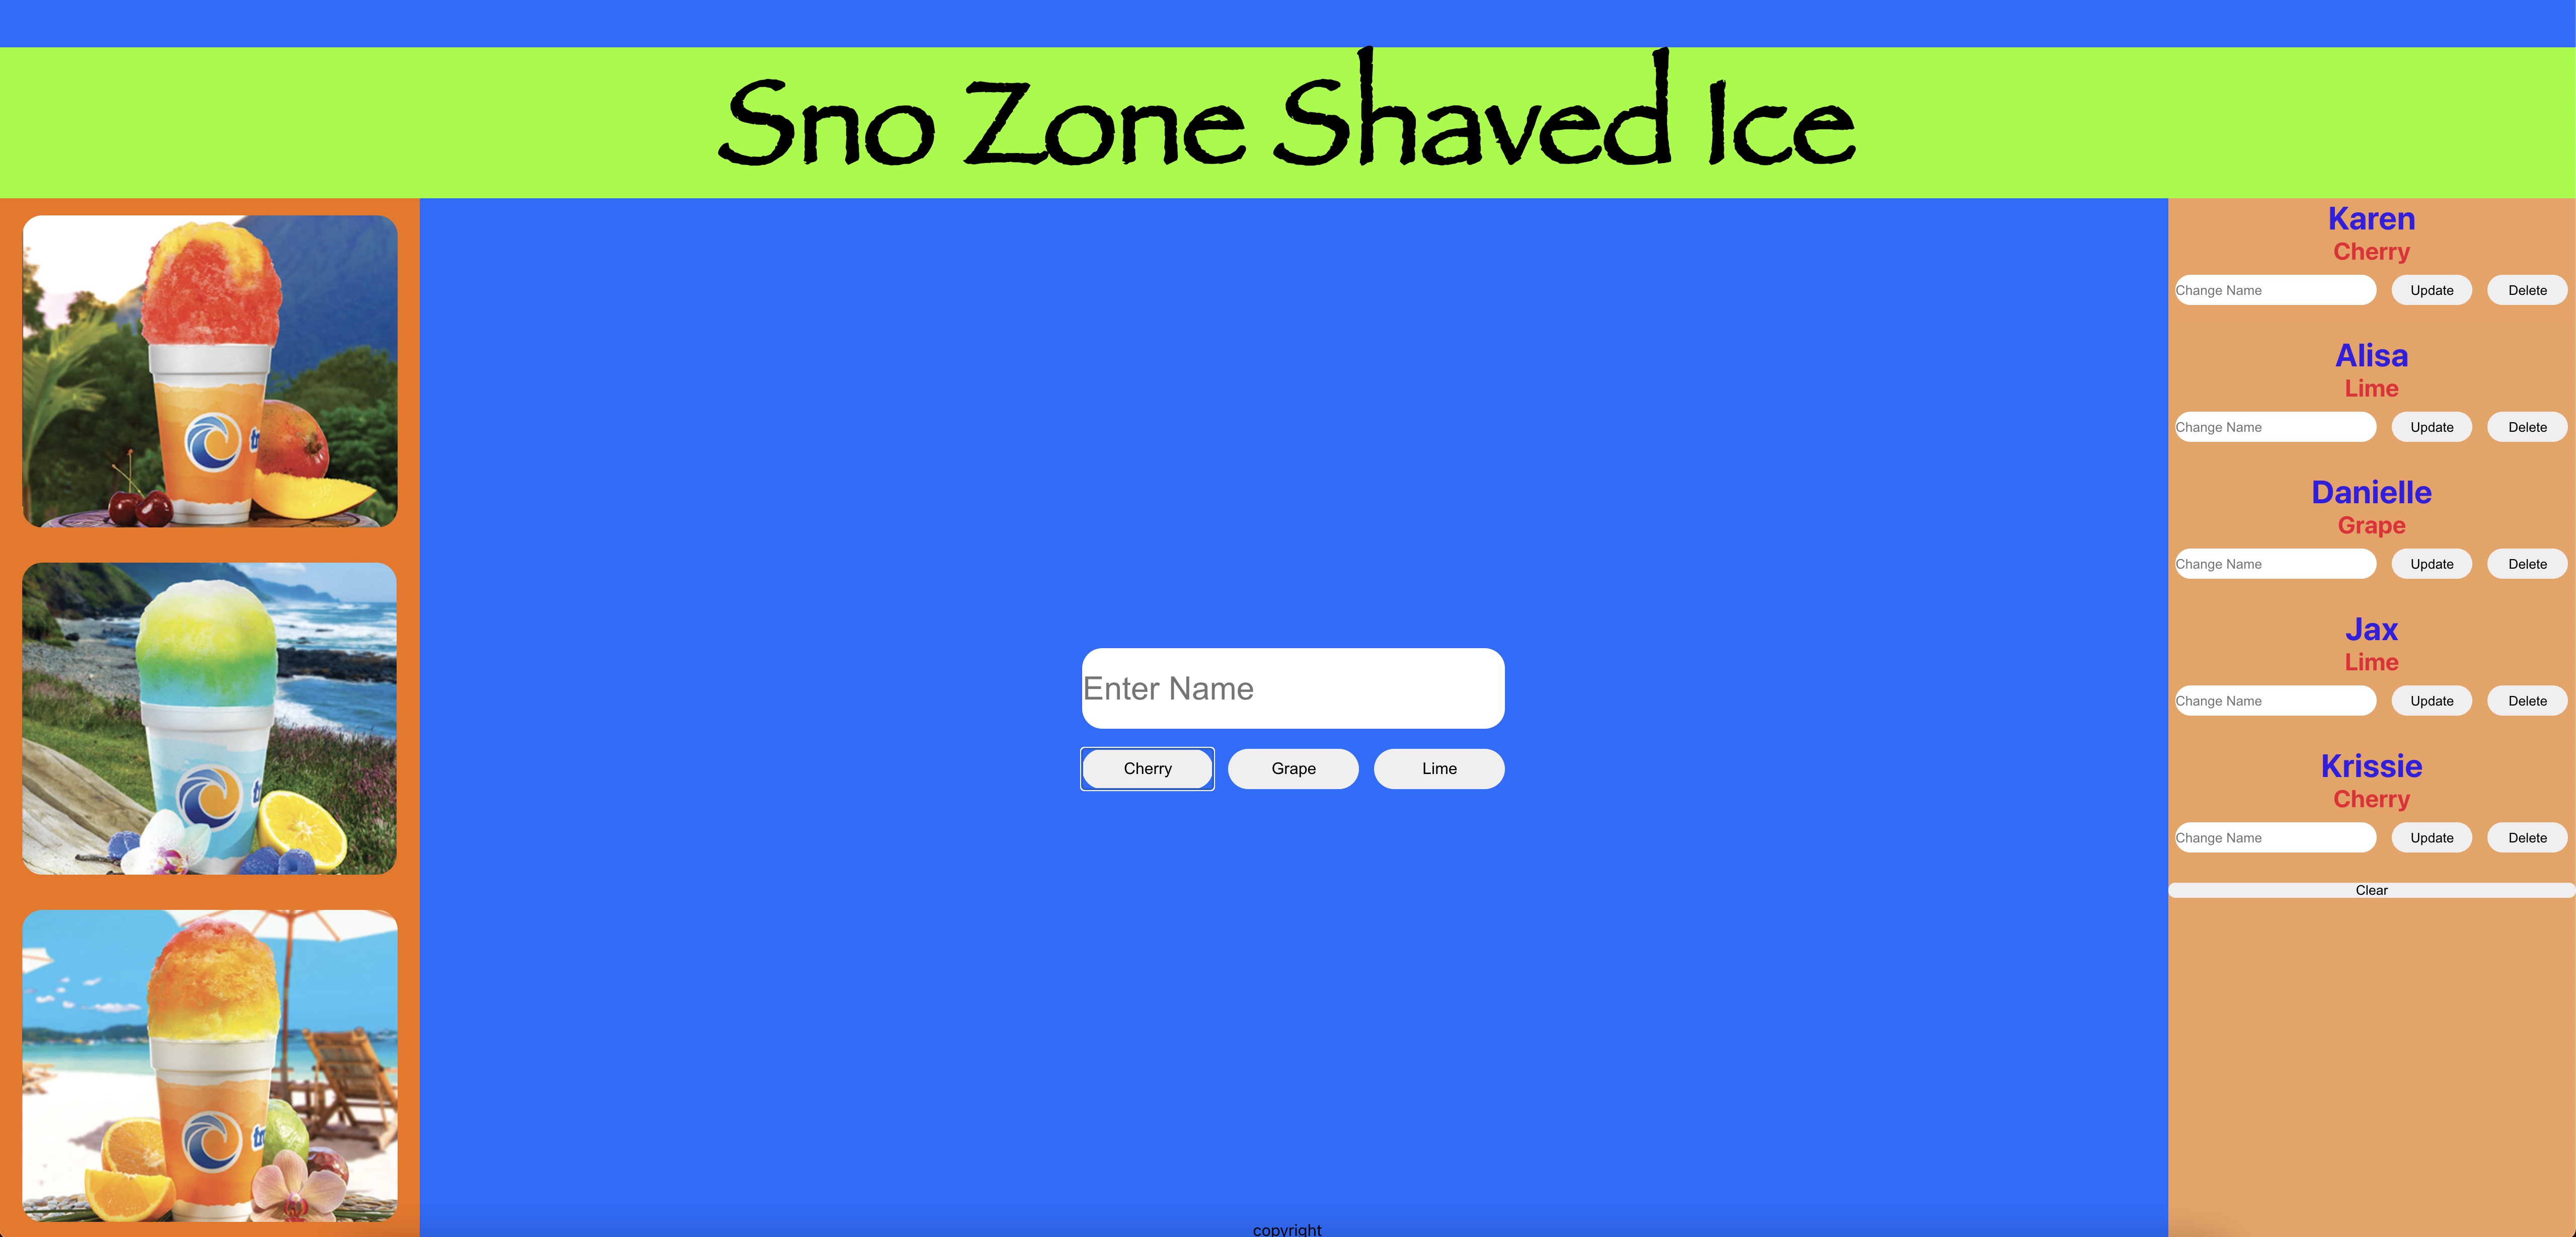 Sno Zone Shaved Ice
Enter Name
Cherry Grape Lime
Karen
Cherry
Change Name Update Delete
Alisa
Lime
Change Name Update Delete
Danielle
Grape
Change Name Update Delete
Jax
Lime
Change Name Update Delete
Krissie
Cherry
Change Name Update Delete
Clear
copyright